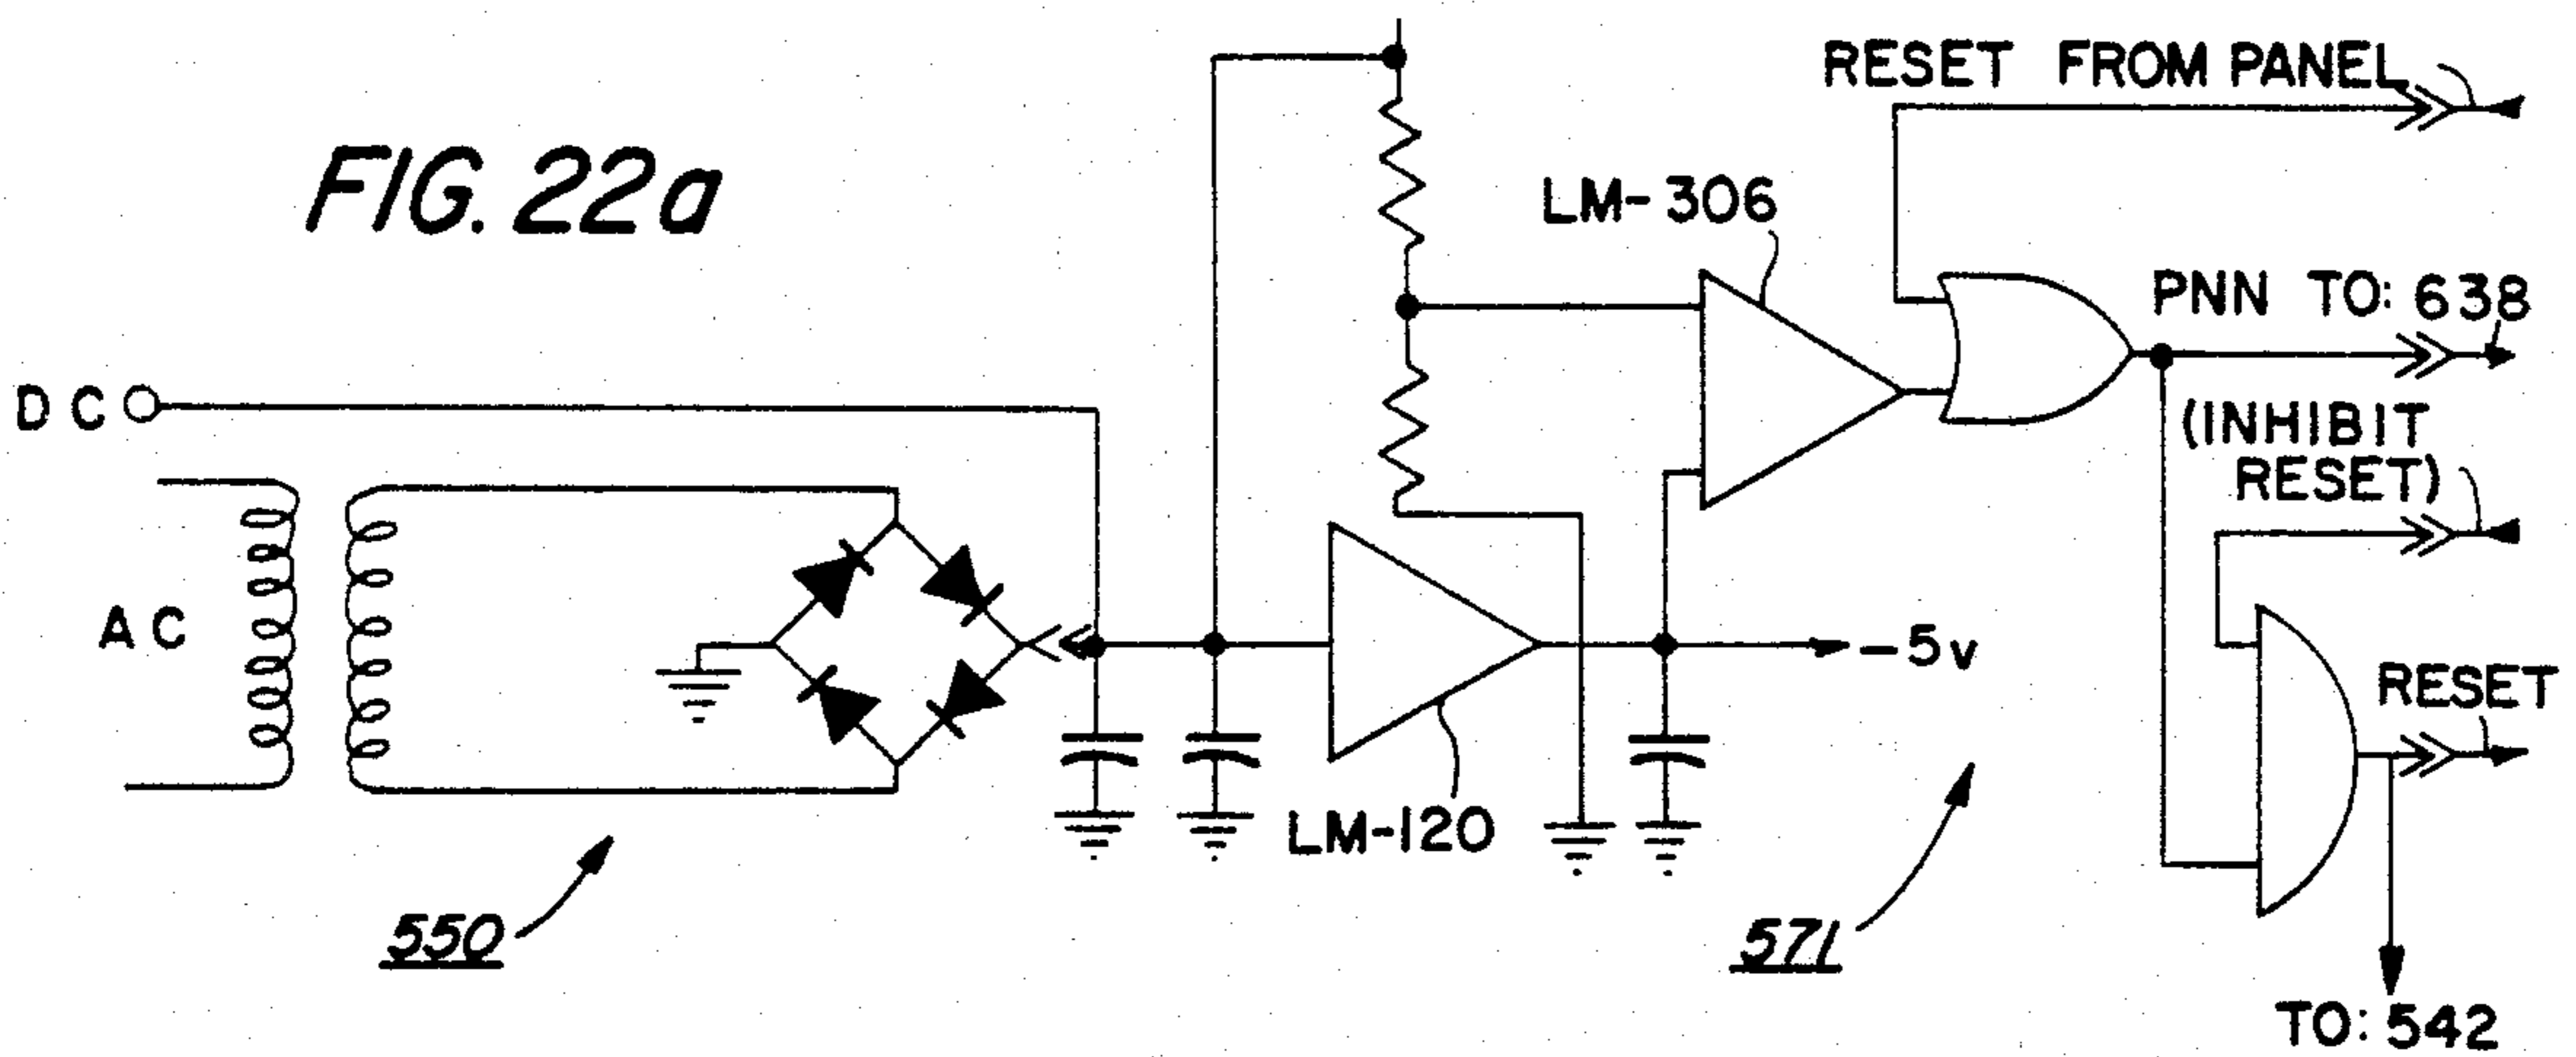 FIG. 22a
RESET FROM PANEL
LM-306
PNN TO: 638
DC
(INHIBIT
RESET)
AC
-5v
RESET
LM-120
550
571
TO: 542